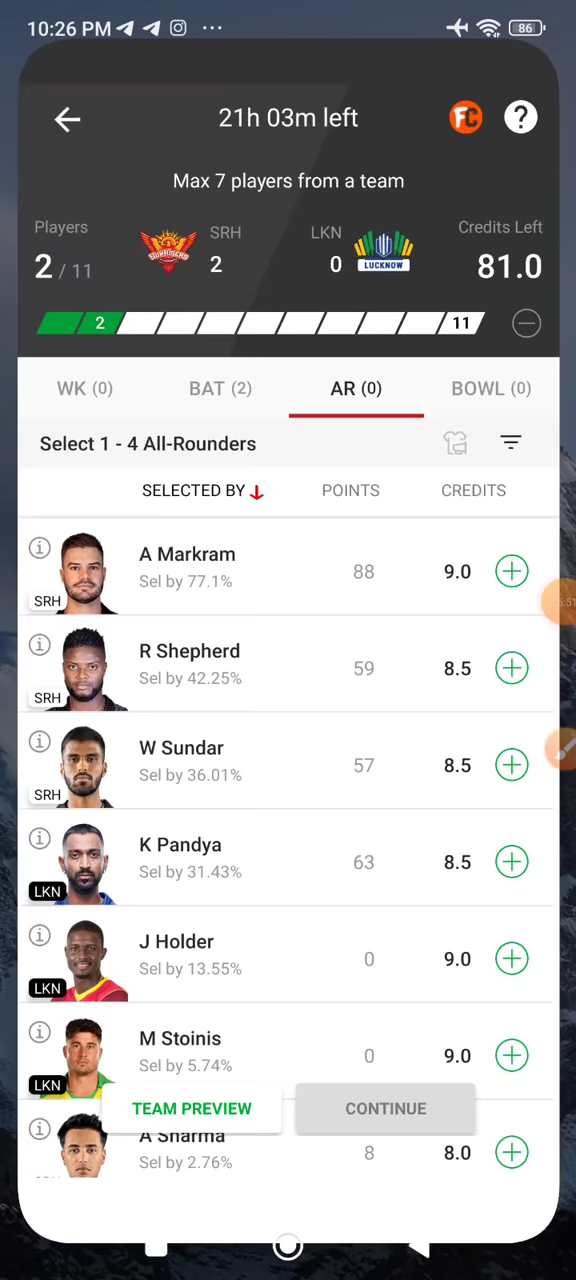 10:26 PM ... 86
21h 03m left FC ?
Max 7 players from a team
Players SRH LKN Credits Left
2 / 11 SUNRISERS 2 0 LUCKNOW 81.0
2 11
WK (0) BAT (2) AR (0) BOWL (0)
Select 1 - 4 All-Rounders
SELECTED BY POINTS CREDITS
A Markram
Sel by 77.1% 88 9.0
SRH
R Shepherd
Sel by 42.25% 59 8.5
SRH
W Sundar
Sel by 36.01% 57 8.5
SRH
K Pandya
Sel by 31.43% 63 8.5
LKN
J Holder
Sel by 13.55% 0 9.0
LKN
M Stoinis
Sel by 5.74% 0 9.0
LKN
TEAM PREVIEW CONTINUE
A Sharma
Sel by 2.76% 8 8.0